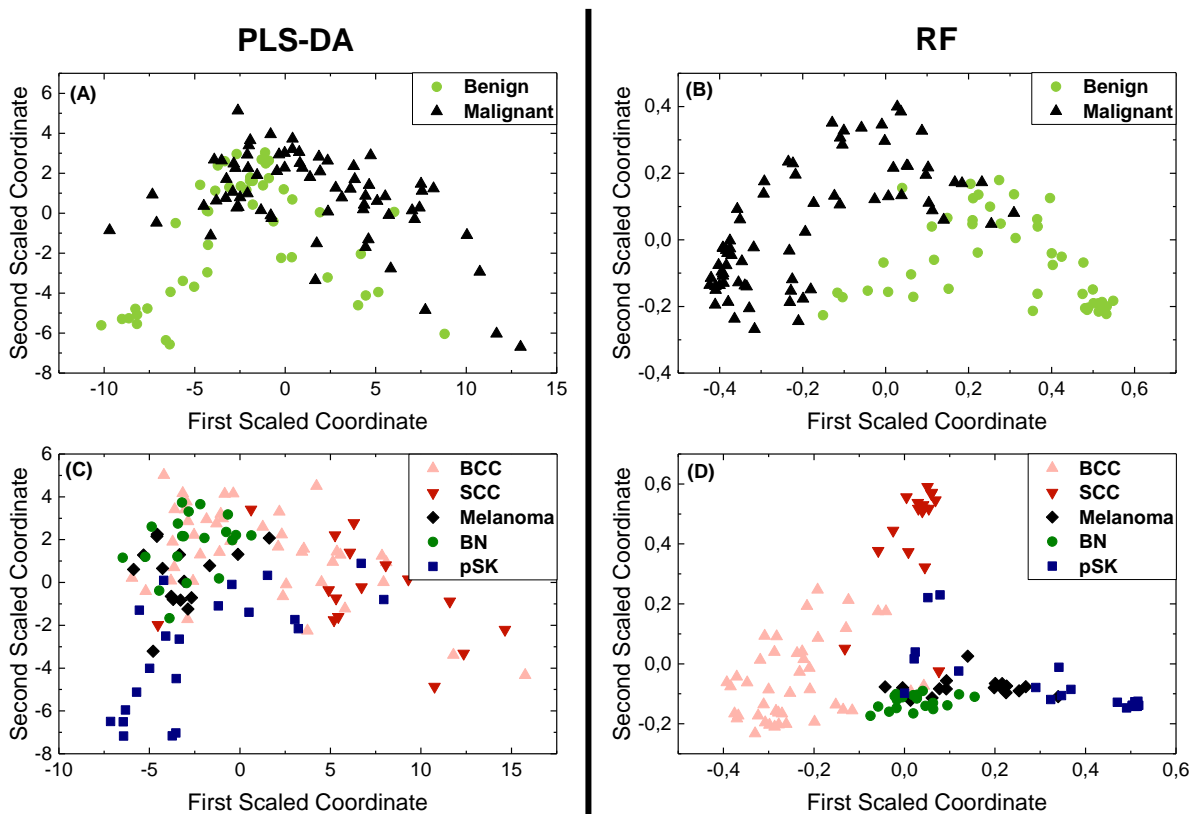 PLS-DA
RF
(A)
Benign
Malignant
6
4
2
0
-2
-4
-6
-8
-10
-5
0
5
10
15
Second Scaled Coordinate
First Scaled Coordinate
(B)
Benign
Malignant
0,4
0,2
0,0
-0,2
-0,4
-0,4
-0,2
0,0
0,2
0,4
0,6
Second Scaled Coordinate
First Scaled Coordinate
(C)
BCC
SCC
Melanoma
BN
pSK
6
4
2
0
-2
-4
-6
-8
-10
-5
0
5
10
15
Second Scaled Coordinate
First Scaled Coordinate
(D)
BCC
SCC
Melanoma
BN
pSK
0,6
0,4
0,2
0,0
-0,2
-0,4
-0,2
0,0
0,2
0,4
0,6
Second Scaled Coordinate
First Scaled Coordinate